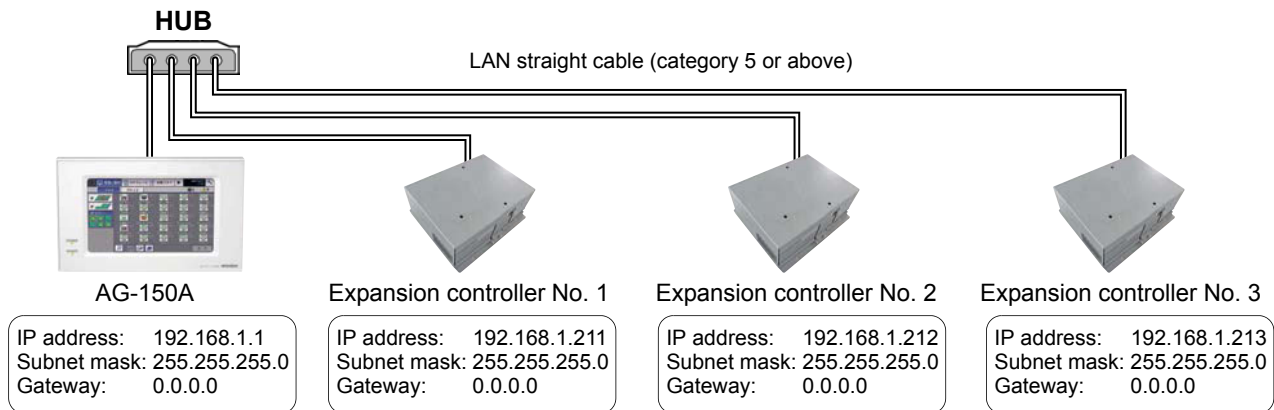 HUB
LAN straight cable (category 5 or above)
AG-150A
IP address: 192.168.1.1
Subnet mask: 255.255.255.0
Gateway: 0.0.0.0
Expansion controller No. 1
IP address: 192.168.1.211
Subnet mask: 255.255.255.0
Gateway: 0.0.0.0
Expansion controller No. 2
IP address: 192.168.1.212
Subnet mask: 255.255.255.0
Gateway: 0.0.0.0
Expansion controller No. 3
IP address: 192.168.1.213
Subnet mask: 255.255.255.0
Gateway: 0.0.0.0